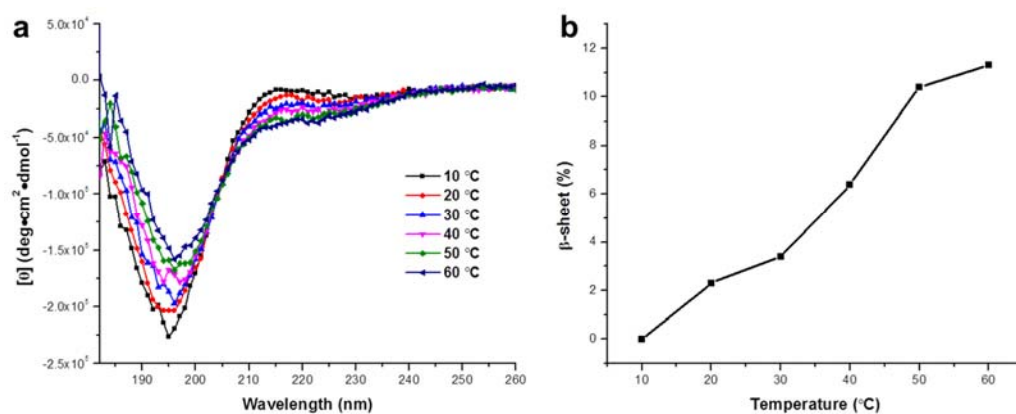 a
5.0x10⁴
0.0
-5.0x10⁴
-1.0x10⁵
-1.5x10⁵
-2.0x10⁵
-2.5x10⁵
[θ] (deg•cm²•dmol⁻¹)
10 °C
20 °C
30 °C
40 °C
50 °C
60 °C
190 200 210 220 230 240 250 260
Wavelength (nm)
b
12
10
8
6
4
2
0
β-sheet (%)
10 20 30 40 50 60
Temperature (°C)